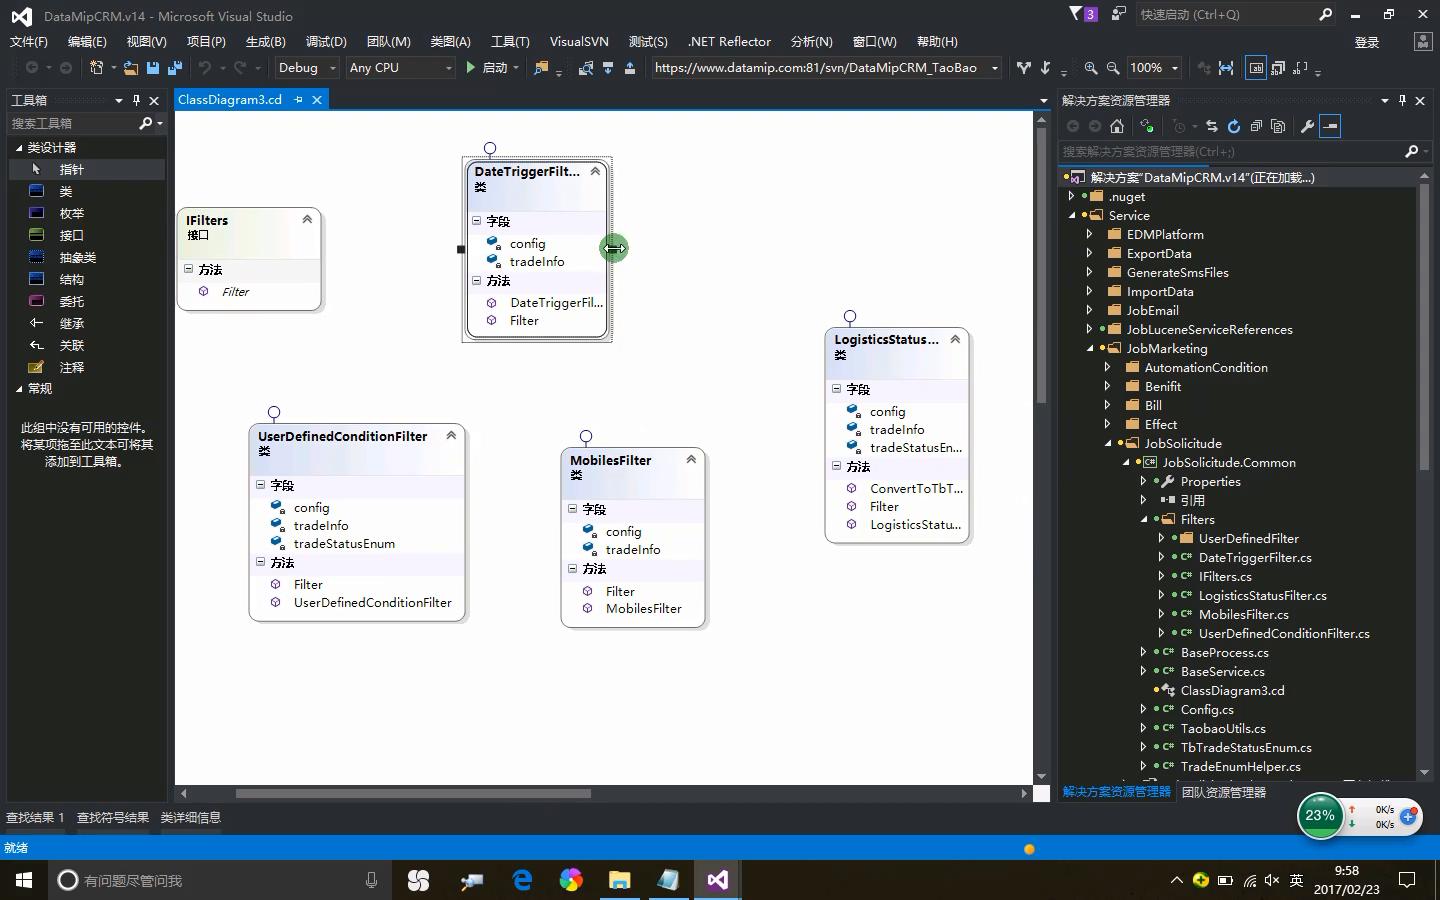 DataMipCRM.v14 - Microsoft Visual Studio
3
快速启动 (Ctrl+Q)
文件(F) 编辑(E) 视图(V) 项目(P) 生成(B) 调试(D) 团队(M) 类图(A) 工具(T) VisualSVN 测试(S) .NET Reflector 分析(N) 窗口(W) 帮助(H)
登录
Debug Any CPU 启动 https://www.datamip.com:81/svn/DataMipCRM_TaoBao 100%
工具箱
搜索工具箱
类设计器
指针
类
枚举
接口
抽象类
结构
委托
继承
关联
注释
常规
此组中没有可用的控件。
将某项拖至此文本可将其
添加到工具箱。
ClassDiagram3.cd
IFilters
接口
方法
Filter
DateTriggerFilt...
类
字段
config
tradeInfo
方法
DateTriggerFil...
Filter
LogisticsStatus...
类
字段
config
tradeInfo
tradeStatusEn...
方法
ConvertToTbT...
Filter
LogisticsStatu...
UserDefinedConditionFilter
类
字段
config
tradeInfo
tradeStatusEnum
方法
Filter
UserDefinedConditionFilter
MobilesFilter
类
字段
config
tradeInfo
方法
Filter
MobilesFilter
解决方案资源管理器
搜索解决方案资源管理器(Ctrl+;)
解决方案"DataMipCRM.v14"(正在加载...)
.nuget
Service
EDMPlatform
ExportData
GenerateSmsFiles
ImportData
JobEmail
JobLuceneServiceReferences
JobMarketing
AutomationCondition
Benifit
Bill
Effect
JobSolicitude
JobSolicitude.Common
Properties
引用
Filters
UserDefinedFilter
DateTriggerFilter.cs
IFilters.cs
LogisticsStatusFilter.cs
MobilesFilter.cs
UserDefinedConditionFilter.cs
BaseProcess.cs
BaseService.cs
ClassDiagram3.cd
Config.cs
TaobaoUtils.cs
TbTradeStatusEnum.cs
TradeEnumHelper.cs
解决方案资源管理器 团队资源管理器
23%
0K/s
0K/s
查找结果 1 查找符号结果 类详细信息
就绪
有问题尽管问我
英
9:58
2017/02/23